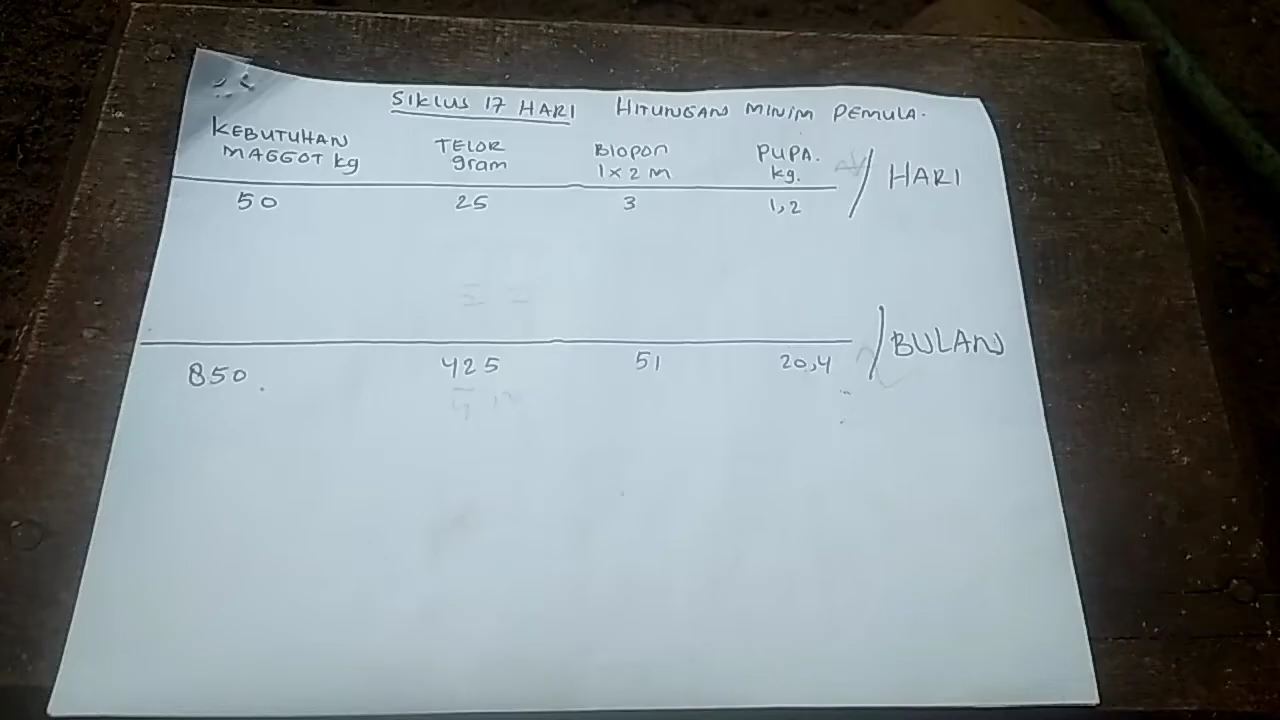 SIKLUS 17 HARI HITUNGAN MINIM PEMULA.
KEBUTUHAN MAGGOT kg
TELOR gram
BIOPON 1 x 2 M
PUPA. kg.
/ HARI
50 25 3 1,2
/ BULAN
850. 425 51 20,4